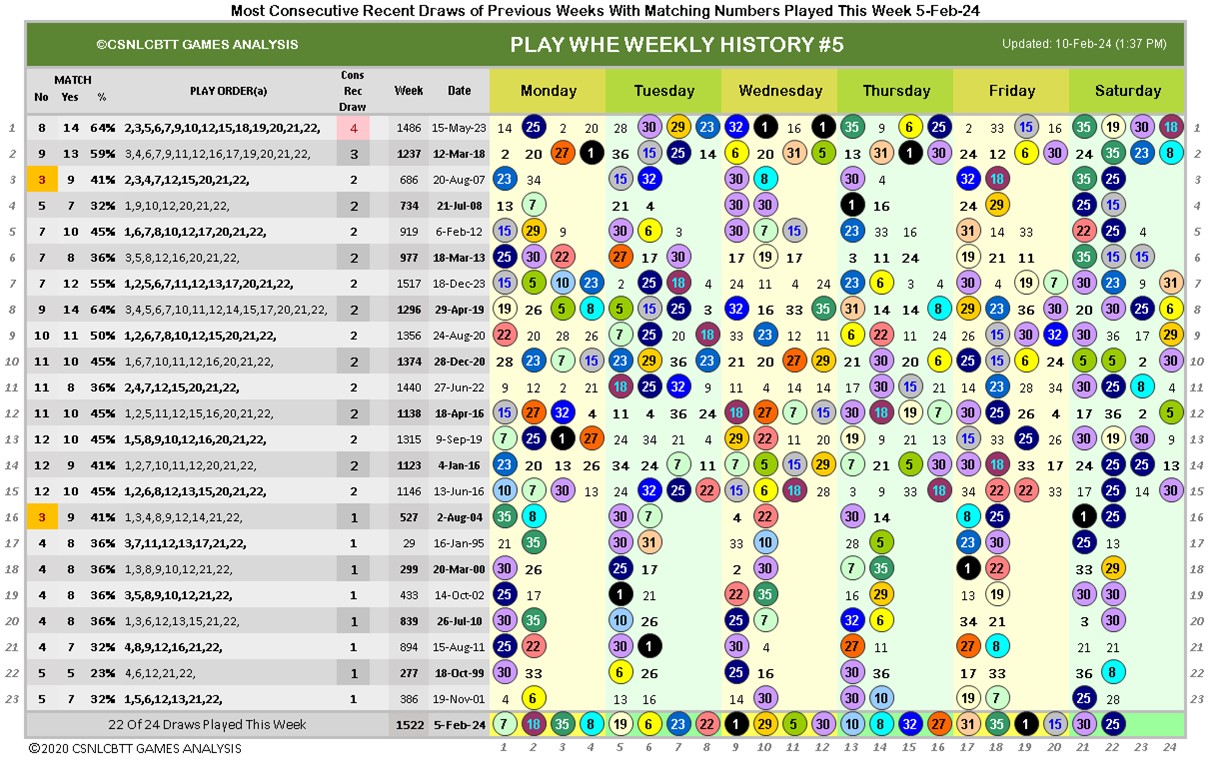 Most Consecutive Recent Draws of Previous Weeks With Matching Numbers Played This Week 5-Feb-24
©CSNLCBTT GAMES ANALYSIS PLAY WHE WEEKLY HISTORY #5 Updated: 10-Feb-24 (1:37 PM)
No MATCH Yes % PLAY ORDER(a) Cons Rec Draw Week Date Monday Tuesday Wednesday Thursday Friday Saturday
1 8 14 64% 2,3,5,6,7,9,10,12,15,18,19,20,21,22, 4 1486 15-May-23 14 25 2 20 28 30 29 23 32 1 16 1 35 9 6 25 2 33 15 16 35 19 30 18 1
2 9 13 59% 3,4,6,7,9,11,12,16,17,19,20,21,22, 3 1237 12-Mar-18 2 20 27 1 36 15 25 14 6 20 31 5 13 31 1 30 24 12 6 30 24 35 23 8 2
3 3 9 41% 2,3,4,7,12,15,20,21,22, 2 686 20-Aug-07 23 34 15 32 30 8 30 4 32 18 35 25 3
4 5 7 32% 1,9,10,12,20,21,22, 2 734 21-Jul-08 13 7 21 4 30 30 1 16 24 29 25 15 4
5 7 10 45% 1,6,7,8,10,12,17,20,21,22, 2 919 6-Feb-12 15 29 9 30 6 3 30 7 15 23 33 16 31 14 33 22 25 4 5
6 7 8 36% 3,5,8,12,16,20,21,22, 2 977 18-Mar-13 25 30 22 27 17 30 17 19 17 3 11 24 19 21 11 35 15 15 6
7 7 12 55% 1,2,5,6,7,11,12,13,17,20,21,22, 2 1517 18-Dec-23 15 5 10 23 2 25 18 4 24 11 4 24 23 6 3 4 30 4 19 7 30 23 9 31 7
8 8 14 64% 3,4,5,6,7,10,11,12,14,15,17,20,21,22, 2 1296 29-Apr-19 19 26 5 8 5 15 25 3 32 16 33 35 31 14 14 8 29 23 36 30 20 30 25 6 8
9 10 11 50% 1,2,6,7,8,10,12,15,20,21,22, 2 1356 24-Aug-20 22 20 28 26 7 25 20 18 33 23 12 11 6 22 11 24 26 15 30 32 30 36 17 29 9
10 11 10 45% 1,6,7,10,11,12,16,20,21,22, 2 1374 28-Dec-20 28 23 7 15 23 29 36 23 21 20 27 29 21 30 20 6 25 15 6 24 5 5 2 30 10
11 11 8 36% 2,4,7,12,15,20,21,22, 2 1440 27-Jun-22 9 12 2 21 18 25 32 9 11 4 14 14 17 30 15 21 14 23 28 34 30 25 8 4 11
12 11 10 45% 1,2,5,11,12,15,16,20,21,22, 2 1138 18-Apr-16 15 27 32 4 11 4 36 24 18 27 7 15 30 18 19 7 30 25 26 4 17 36 2 5 12
13 12 10 45% 1,5,8,9,10,12,16,20,21,22, 2 1315 9-Sep-19 7 25 1 27 24 34 21 4 29 22 11 20 19 9 21 13 15 33 25 26 30 19 30 9 13
14 12 9 41% 1,2,7,10,11,12,20,21,22, 2 1123 4-Jan-16 23 20 13 26 34 24 7 11 7 5 15 29 7 21 5 30 30 18 33 17 24 25 25 13 14
15 12 10 45% 1,2,6,8,12,13,15,20,21,22, 2 1146 13-Jun-16 10 7 30 13 24 32 25 22 15 6 18 28 3 9 33 18 34 22 22 33 17 25 14 30 15
16 3 9 41% 1,3,4,8,9,12,14,21,22, 1 527 2-Aug-04 35 8 30 7 4 22 30 14 8 25 1 25 16
17 4 8 36% 3,7,11,12,13,17,21,22, 1 29 16-Jan-95 21 35 30 31 33 10 28 5 23 30 25 13 17
18 4 8 36% 1,3,8,9,10,12,21,22, 1 299 20-Mar-00 30 26 25 17 2 30 7 35 1 22 33 29 18
19 4 8 36% 3,5,8,9,10,12,21,22, 1 433 14-Oct-02 25 17 1 21 22 35 16 29 13 19 25 30 19
20 4 8 36% 1,3,6,12,13,15,21,22, 1 839 26-Jul-10 30 35 10 26 25 7 32 6 34 21 3 30 20
21 4 7 32% 4,8,9,12,16,21,22, 1 894 15-Aug-11 25 22 30 1 30 4 27 11 27 8 21 21 21
22 5 5 23% 4,6,12,21,22, 1 22 18-Oct-99 30 33 6 26 25 16 30 36 17 33 36 8 22
23 5 7 32% 1,5,6,12,13,21,22, 1 386 19-Nov-01 4 6 13 16 14 30 30 10 19 7 25 28 23
22 Of 24 Draws Played This Week 1522 5-Feb-24 7 18 35 8 19 6 23 22 1 29 5 30 10 8 32 27 31 35 1 15 30 25
©2020 CSNLCBTT GAMES ANALYSIS 1 2 3 4 5 6 7 8 9 10 11 12 13 14 15 16 17 18 19 20 21 22 23 24